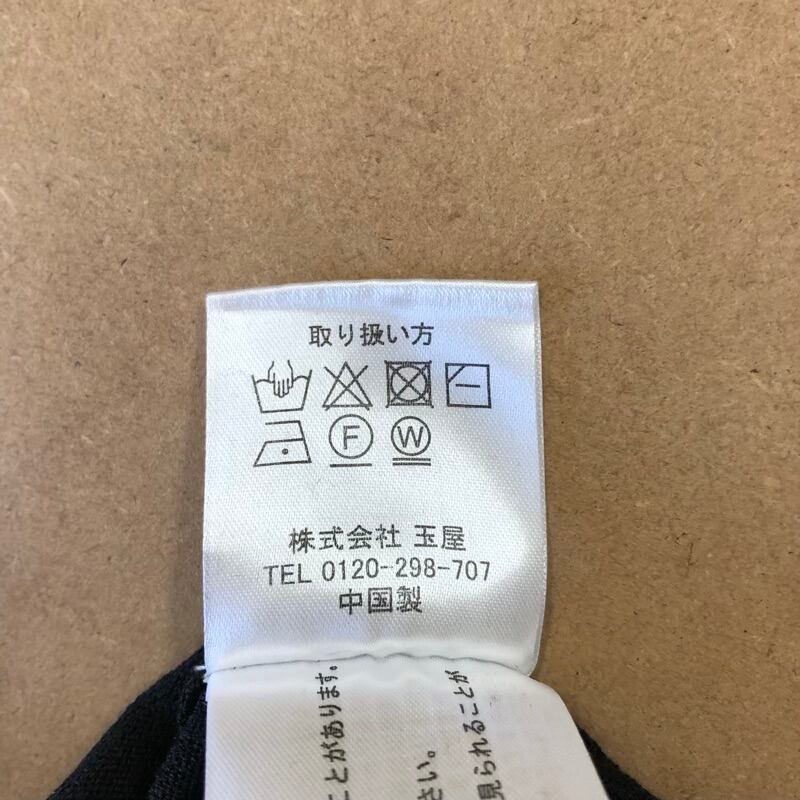 取り扱い方
F W
株式会社 玉屋
TEL 0120-298-707
中国製
ことがあります。
さい。
見られることが